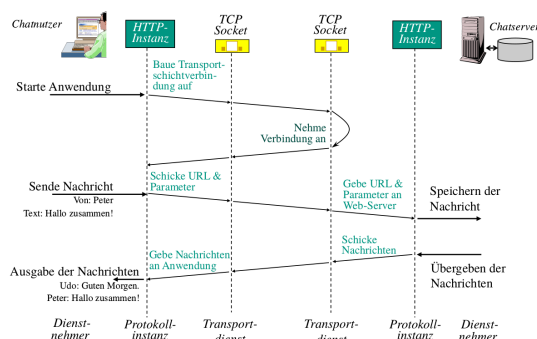 Chatnutzer
HTTP-
Instanz
TCP
Socket
TCP
Socket
HTTP-
Instanz
Chatserver
Baue Transport-
schichtverbin-
dung auf
Starte Anwendung
Nehme
Verbindung an
Schicke URL &
Parameter
Gebe URL &
Parameter an
Web-Server
Sende Nachricht
Von: Peter
Text: Hallo zusammen!
Speichern der
Nachricht
Schicke
Nachrichten
Gebe Nachrichten
an Anwendung
Ausgabe der Nachrichten
Udo: Guten Morgen.
Peter: Hallo zusammen!
Übergeben der
Nachrichten
Dienst-
nehmer
Protokoll-
instanz
Transport-
dienst
Transport-
dienst
Protokoll-
instanz
Dienst-
nehmer